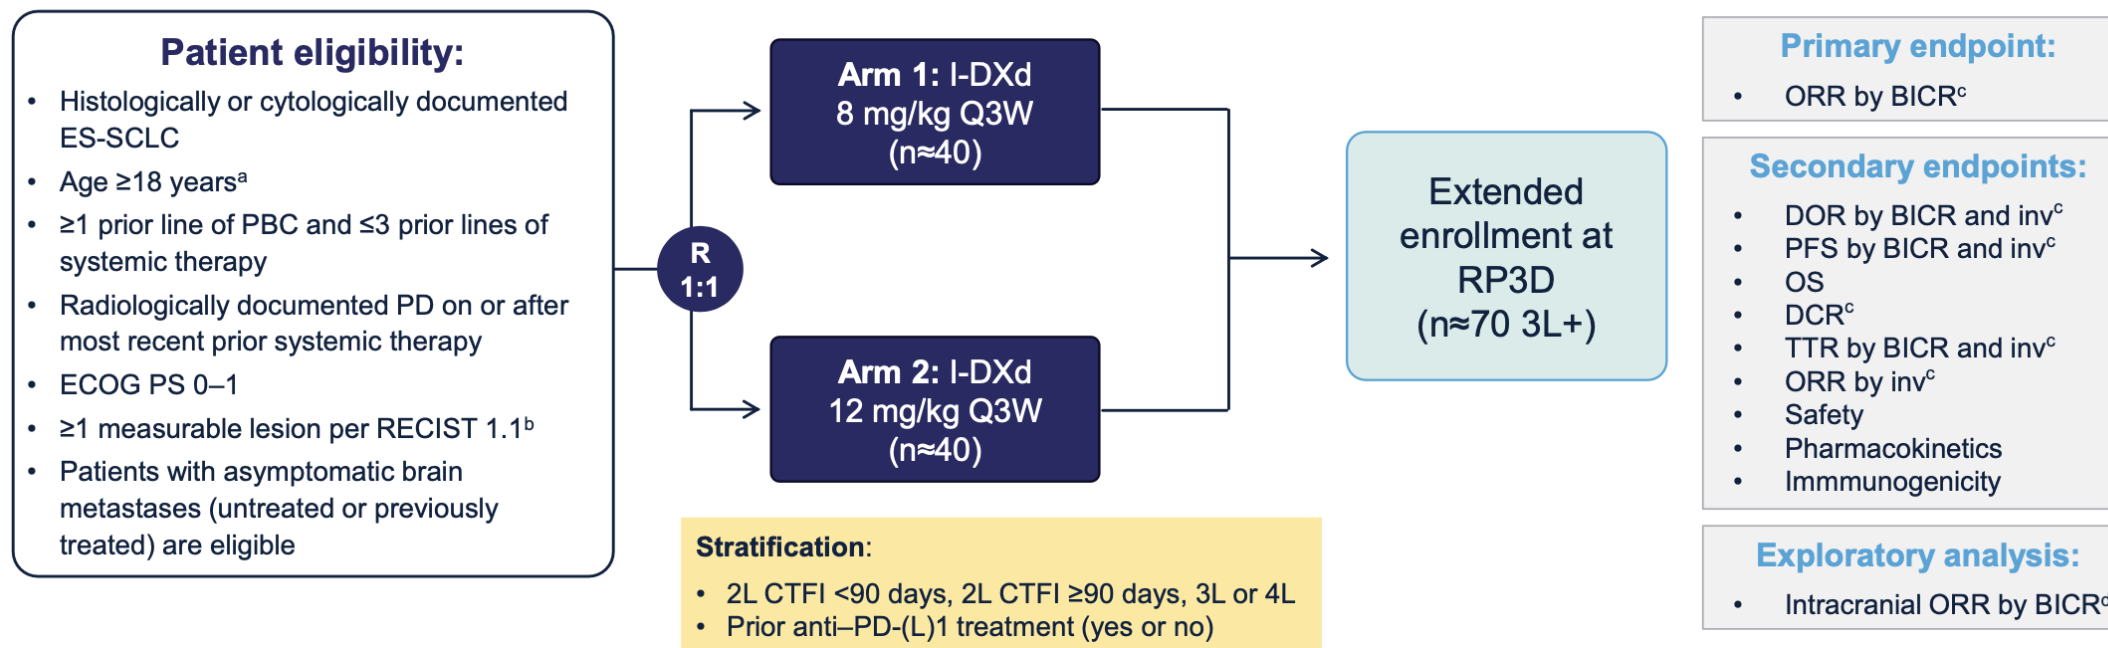 Patient eligibility:
• Histologically or cytologically documented
ES-SCLC
• Age ≥18 yearsᵃ
• ≥1 prior line of PBC and ≤3 prior lines of
systemic therapy
• Radiologically documented PD on or after
most recent prior systemic therapy
• ECOG PS 0–1
• ≥1 measurable lesion per RECIST 1.1ᵇ
• Patients with asymptomatic brain
metastases (untreated or previously
treated) are eligible
R
1:1
Arm 1: I-DXd
8 mg/kg Q3W
(n≈40)
Arm 2: I-DXd
12 mg/kg Q3W
(n≈40)
Stratification:
• 2L CTFI <90 days, 2L CTFI ≥90 days, 3L or 4L
• Prior anti–PD-(L)1 treatment (yes or no)
Extended
enrollment at
RP3D
(n≈70 3L+)
Primary endpoint:
• ORR by BICRᶜ
Secondary endpoints:
• DOR by BICR and invᶜ
• PFS by BICR and invᶜ
• OS
• DCRᶜ
• TTR by BICR and invᶜ
• ORR by invᶜ
• Safety
• Pharmacokinetics
• Immmunogenicity
Exploratory analysis:
• Intracranial ORR by BICRᵈ